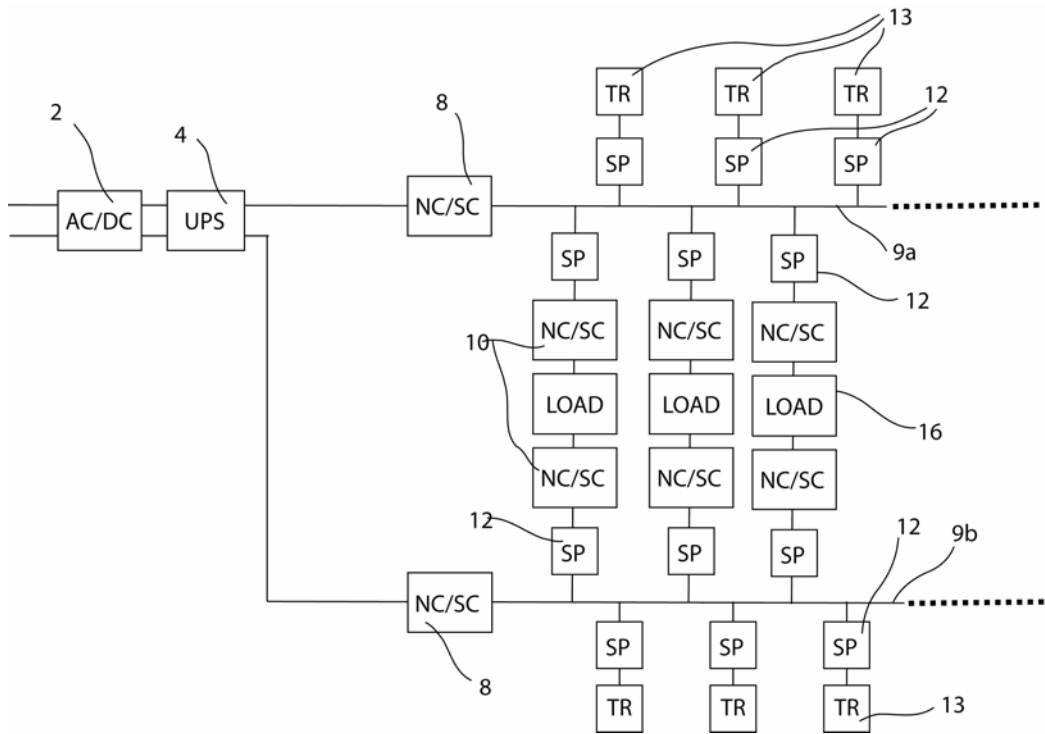 13
TR TR TR
12
8
2
4
SP SP SP
AC/DC UPS NC/SC
9a
SP SP SP
12
NC/SC NC/SC NC/SC
10
LOAD LOAD LOAD
16
NC/SC NC/SC NC/SC
12
SP SP SP
12
9b
NC/SC
SP SP SP
8
TR TR TR
13